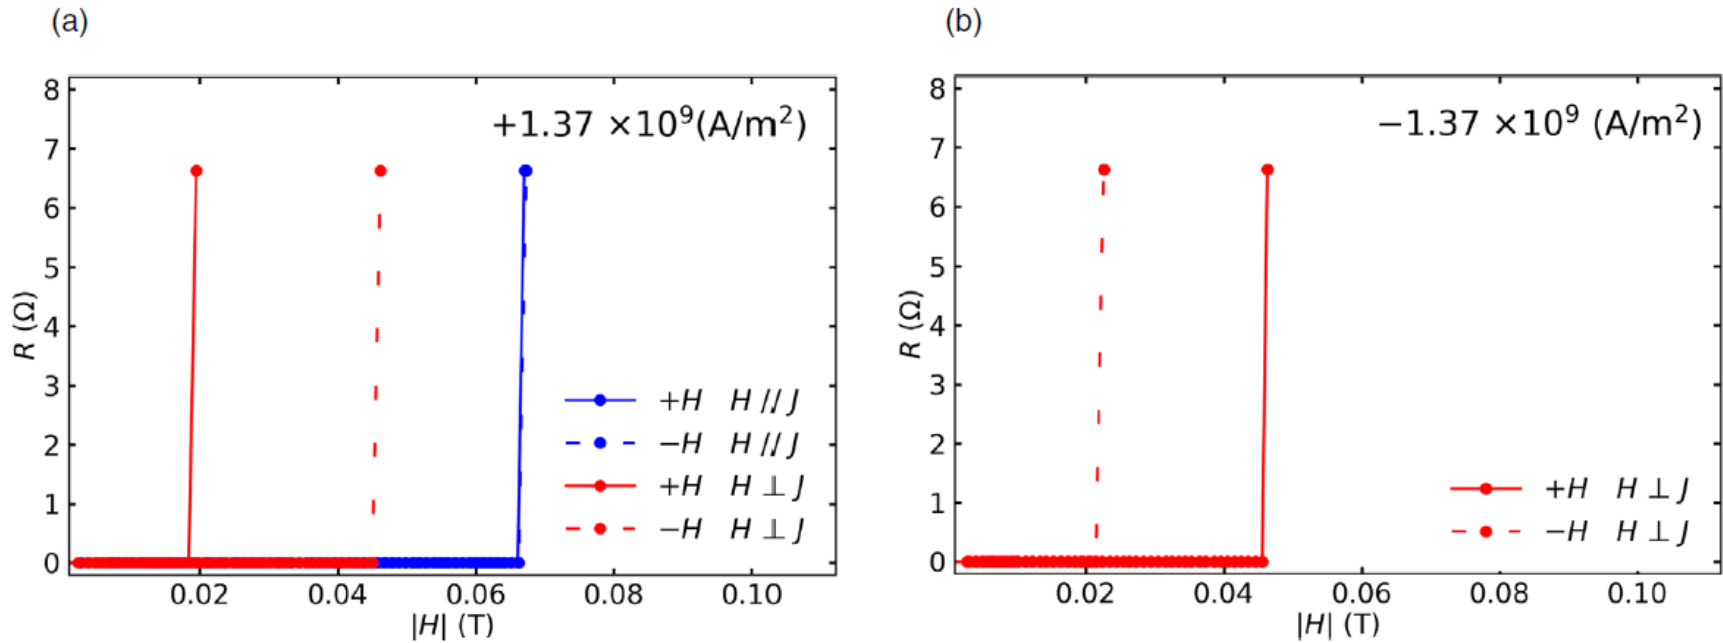 (a)
+1.37 ×10⁹(A/m²)
8
7
6
5
4
3
2
1
0
R (Ω)
+H H // J
−H H // J
+H H ⊥ J
−H H ⊥ J
0.02 0.04 0.06 0.08 0.10
|H| (T)
(b)
−1.37 ×10⁹ (A/m²)
8
7
6
5
4
3
2
1
0
R (Ω)
+H H ⊥ J
−H H ⊥ J
0.02 0.04 0.06 0.08 0.10
|H| (T)